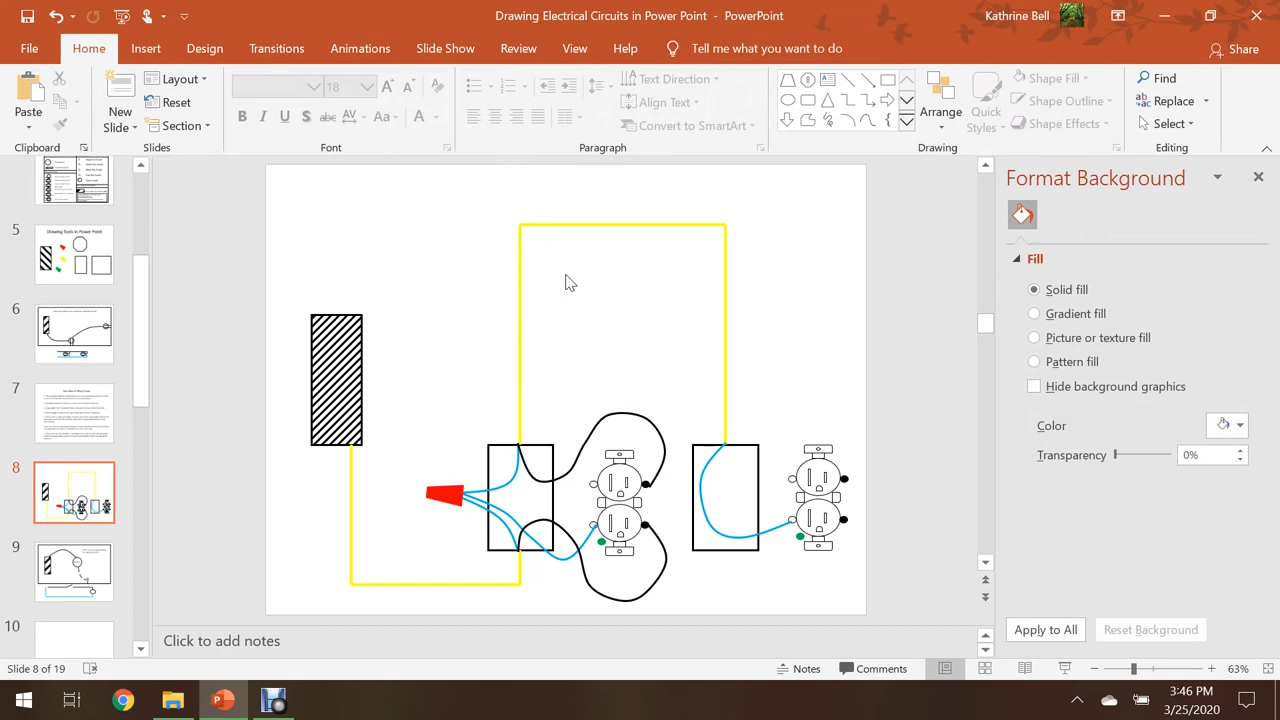 Drawing Electrical Circuits in Power Point - PowerPoint
Kathrine Bell
File Home Insert Design Transitions Animations Slide Show Review View Help Tell me what you want to do Share
Paste
New Slide
Layout
Reset
Section
18
B I U S abc AV Aa A
Text Direction
Align Text
Convert to SmartArt
Arrange
Quick Styles
Shape Fill
Shape Outline
Shape Effects
Find
Replace
Select
Clipboard Slides Font Paragraph Drawing Editing
5
Drawing Tools in Power Point
6
7
8
9
10
Format Background
Fill
Solid fill
Gradient fill
Picture or texture fill
Pattern fill
Hide background graphics
Color
Transparency 0%
Apply to All Reset Background
Click to add notes
Slide 8 of 19 Notes Comments 63%
3:46 PM
3/25/2020